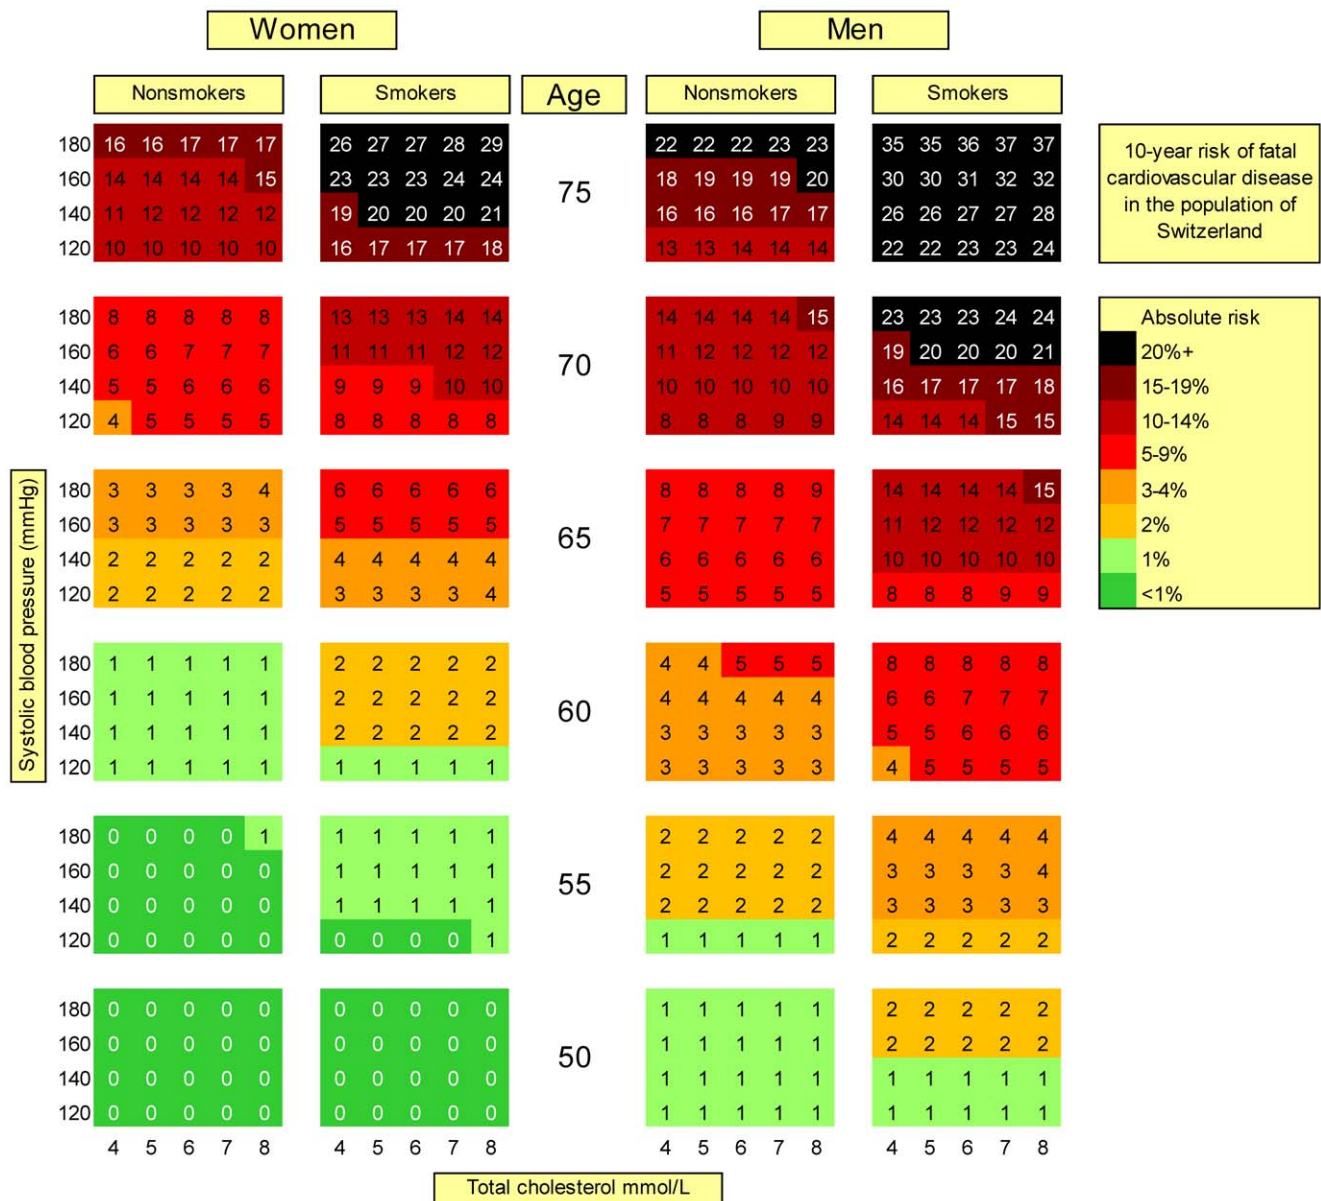 Women Men
Nonsmokers Smokers Age Nonsmokers Smokers
180 16 16 17 17 17 26 27 27 28 29 22 22 22 23 23 35 35 36 37 37
160 14 14 14 14 15 23 23 23 24 24 18 19 19 19 20 30 30 31 32 32
75
140 11 12 12 12 12 19 20 20 20 21 16 16 16 17 17 26 26 27 27 28
120 10 10 10 10 10 16 17 17 17 18 13 13 14 14 14 22 22 23 23 24
10-year risk of fatal
cardiovascular disease
in the population of
Switzerland
180 8 8 8 8 8 13 13 13 14 14 14 14 14 14 15 23 23 23 24 24
160 6 6 7 7 7 11 11 11 12 12 11 12 12 12 12 19 20 20 20 21
70
140 5 5 6 6 6 9 9 9 10 10 10 10 10 10 10 16 17 17 17 18
120 4 5 5 5 5 8 8 8 8 8 8 8 8 9 9 14 14 14 15 15
Absolute risk
20%+
15-19%
10-14%
5-9%
3-4%
2%
1%
<1%
Systolic blood pressure (mmHg)
180 3 3 3 3 4 6 6 6 6 6 8 8 8 8 9 14 14 14 14 15
160 3 3 3 3 3 5 5 5 5 5 7 7 7 7 7 11 12 12 12 12
65
140 2 2 2 2 2 4 4 4 4 4 6 6 6 6 6 10 10 10 10 10
120 2 2 2 2 2 3 3 3 3 4 5 5 5 5 5 8 8 8 9 9
180 1 1 1 1 1 2 2 2 2 2 4 4 5 5 5 8 8 8 8 8
160 1 1 1 1 1 2 2 2 2 2 4 4 4 4 4 6 6 7 7 7
60
140 1 1 1 1 1 2 2 2 2 2 3 3 3 3 3 5 5 6 6 6
120 1 1 1 1 1 1 1 1 1 1 3 3 3 3 3 4 5 5 5 5
180 0 0 0 0 1 1 1 1 1 1 2 2 2 2 2 4 4 4 4 4
160 0 0 0 0 0 1 1 1 1 1 2 2 2 2 2 3 3 3 3 4
55
140 0 0 0 0 0 1 1 1 1 1 2 2 2 2 2 3 3 3 3 3
120 0 0 0 0 0 0 0 0 0 1 1 1 1 1 1 2 2 2 2 2
180 0 0 0 0 0 0 0 0 0 0 1 1 1 1 1 2 2 2 2 2
160 0 0 0 0 0 0 0 0 0 0 1 1 1 1 1 2 2 2 2 2
50
140 0 0 0 0 0 0 0 0 0 0 1 1 1 1 1 1 1 1 1 1
120 0 0 0 0 0 0 0 0 0 0 1 1 1 1 1 1 1 1 1 1
4 5 6 7 8 4 5 6 7 8 4 5 6 7 8 4 5 6 7 8
Total cholesterol mmol/L